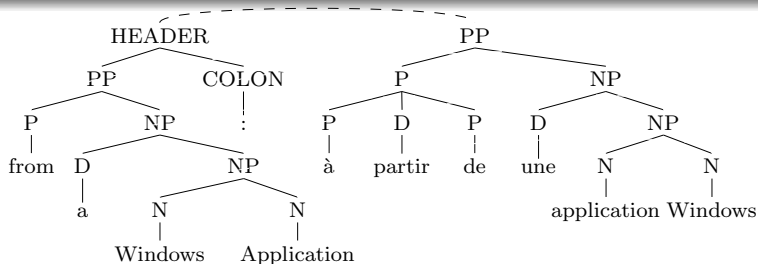 HEADER PP
PP COLON P NP
P NP : P D P D NP
from D NP à partir de une N N
a N N application Windows
Windows Application